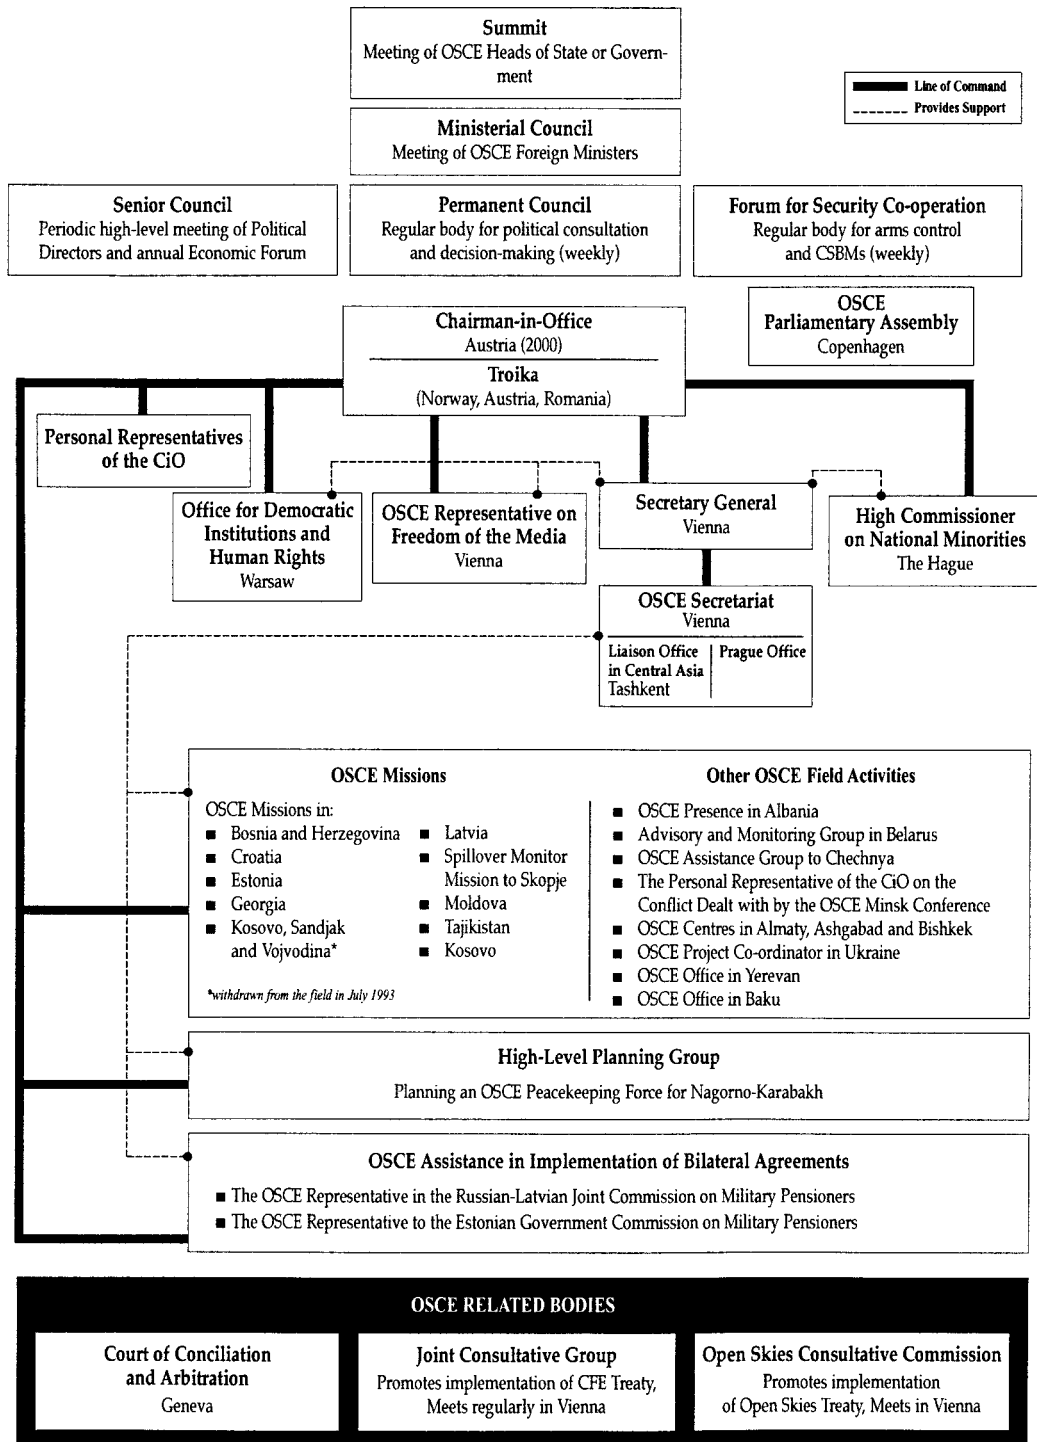 Summit
Meeting of OSCE Heads of State or Govern-
ment
Line of Command
Provides Support
Ministerial Council
Meeting of OSCE Foreign Ministers
Senior Council
Periodic high-level meeting of Political
Directors and annual Economic Forum
Permanent Council
Regular body for political consultation
and decision-making (weekly)
Forum for Security Co-operation
Regular body for arms control
and CSBMs (weekly)
OSCE
Parliamentary Assembly
Copenhagen
Chairman-in-Office
Austria (2000)
Troika
(Norway, Austria, Romania)
Personal Representatives
of the CiO
Office for Democratic
Institutions and
Human Rights
Warsaw
OSCE Representative on
Freedom of the Media
Vienna
Secretary General
Vienna
High Commissioner
on National Minorities
The Hague
OSCE Secretariat
Vienna
Liaison Office
in Central Asia
Tashkent
Prague Office
OSCE Missions
OSCE Missions in:
■ Bosnia and Herzegovina
■ Croatia
■ Estonia
■ Georgia
■ Kosovo, Sandjak
and Vojvodina*
■ Latvia
■ Spillover Monitor
Mission to Skopje
■ Moldova
■ Tajikistan
■ Kosovo
*withdrawn from the field in July 1993
Other OSCE Field Activities
■ OSCE Presence in Albania
■ Advisory and Monitoring Group in Belarus
■ OSCE Assistance Group to Chechnya
■ The Personal Representative of the CiO on the
Conflict Dealt with by the OSCE Minsk Conference
■ OSCE Centres in Almaty, Ashgabad and Bishkek
■ OSCE Project Co-ordinator in Ukraine
■ OSCE Office in Yerevan
■ OSCE Office in Baku
High-Level Planning Group
Planning an OSCE Peacekeeping Force for Nagorno-Karabakh
OSCE Assistance in Implementation of Bilateral Agreements
■ The OSCE Representative in the Russian-Latvian Joint Commission on Military Pensioners
■ The OSCE Representative to the Estonian Government Commission on Military Pensioners
OSCE RELATED BODIES
Court of Conciliation
and Arbitration
Geneva
Joint Consultative Group
Promotes implementation of CFE Treaty,
Meets regularly in Vienna
Open Skies Consultative Commission
Promotes implementation
of Open Skies Treaty, Meets in Vienna